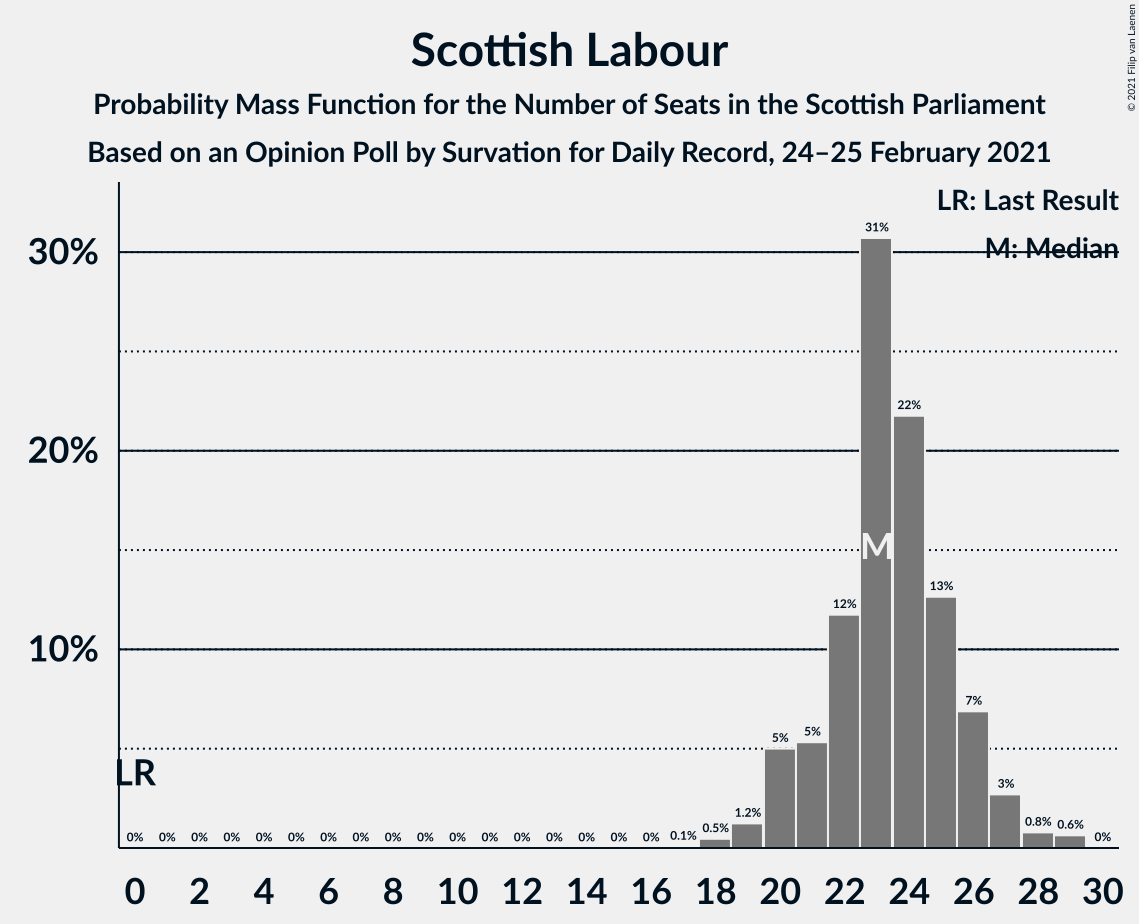 Scottish Labour
Probability Mass Function for the Number of Seats in the Scottish Parliament
Based on an Opinion Poll by Survation for Daily Record, 24–25 February 2021
© 2021 Filip van Laenen
LR: Last Result
M: Median
30%
20%
10%
31%
22%
M
13%
12%
7%
5%
5%
3%
LR
0% 0% 0% 0% 0% 0% 0% 0% 0% 0% 0% 0% 0% 0% 0% 0% 0% 0.1% 0.5% 1.2% 0.8% 0.6% 0%
0 2 4 6 8 10 12 14 16 18 20 22 24 26 28 30